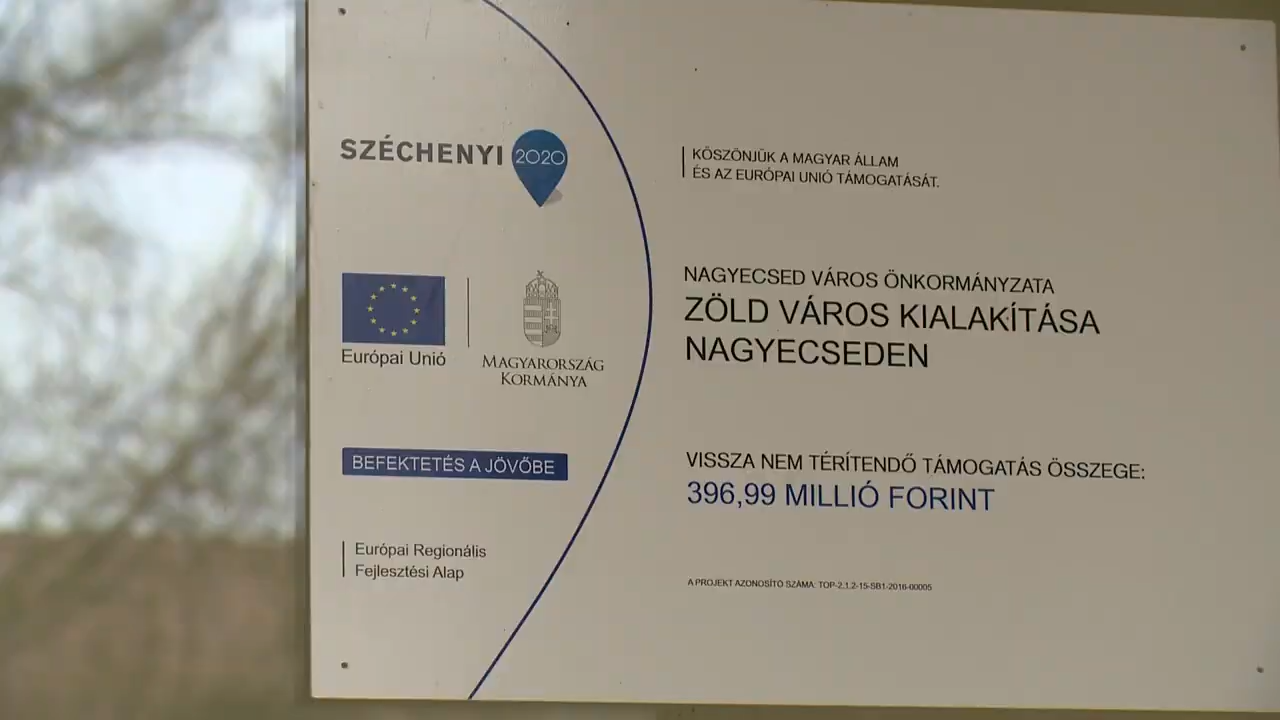 SZÉCHENYI 2020
Európai Unió
MAGYARORSZÁG
KORMÁNYA
BEFEKTETÉS A JÖVŐBE
Európai Regionális
Fejlesztési Alap
KÖSZÖNJÜK A MAGYAR ÁLLAM
ÉS AZ EURÓPAI UNIÓ TÁMOGATÁSÁT.
NAGYECSED VÁROS ÖNKORMÁNYZATA
ZÖLD VÁROS KIALAKÍTÁSA
NAGYECSEDEN
VISSZA NEM TÉRÍTENDŐ TÁMOGATÁS ÖSSZEGE:
396,99 MILLIÓ FORINT
A PROJEKT AZONOSÍTÓ SZÁMA: TOP-2.1.2-15-SB1-2016-00005